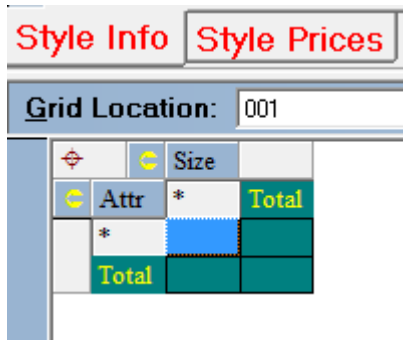 Style Info Style Prices
Grid Location: 001
Size
Attr * Total
*
Total